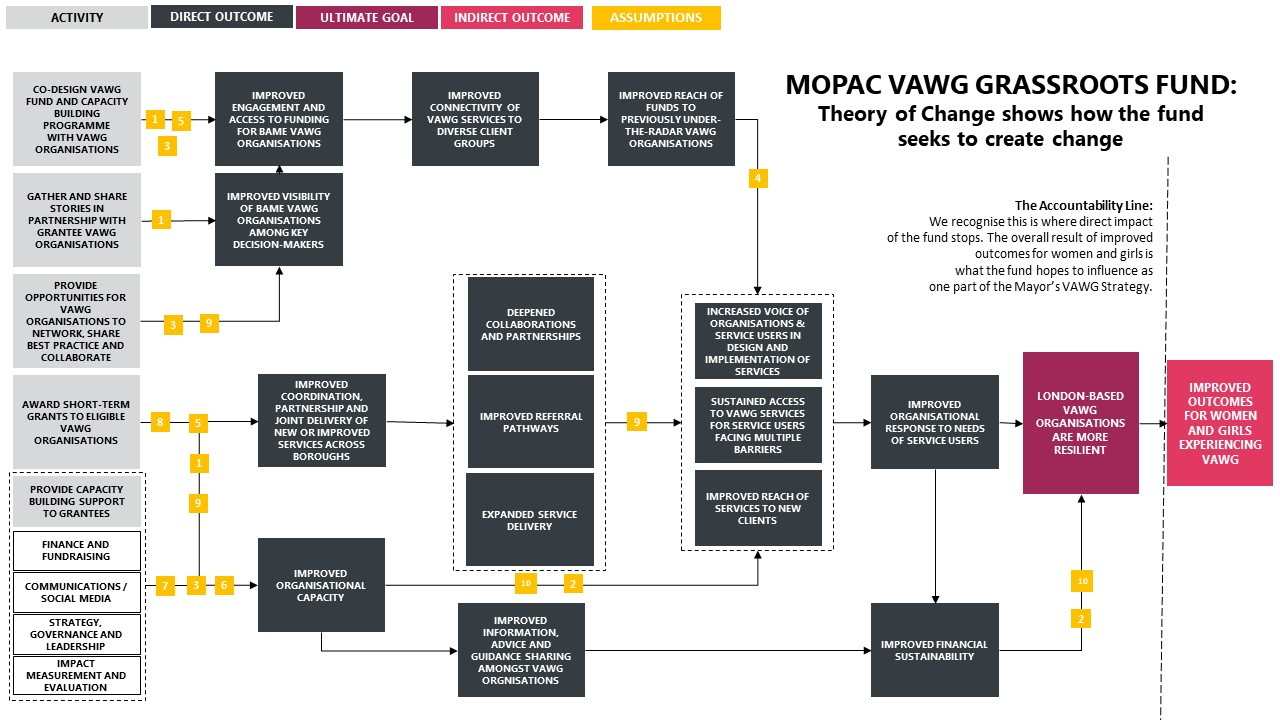 ACTIVITY
DIRECT OUTCOME
ULTIMATE GOAL
INDIRECT OUTCOME
ASSUMPTIONS
MOPAC VAWG GRASSROOTS FUND:
Theory of Change shows how the fund
seeks to create change
CO-DESIGN VAWG
FUND AND CAPACITY
BUILDING
PROGRAMME
WITH VAWG
ORGANISATIONS
1
5
3
IMPROVED
ENGAGEMENT AND
ACCESS TO FUNDING
FOR BAME VAWG
ORGANISATIONS
IMPROVED
CONNECTIVITY OF
VAWG SERVICES TO
DIVERSE CLIENT
GROUPS
IMPROVED REACH OF
FUNDS TO
PREVIOUSLY UNDER-
THE-RADAR VAWG
ORGANISATIONS
4
GATHER AND SHARE
STORIES IN
PARTNERSHIP WITH
GRANTEE VAWG
ORGANISATIONS
1
IMPROVED VISIBILITY
OF BAME VAWG
ORGANISATIONS
AMONG KEY
DECISION-MAKERS
The Accountability Line:
We recognise this is where direct impact
of the fund stops. The overall result of improved
outcomes for women and girls is
what the fund hopes to influence as
one part of the Mayor's VAWG Strategy.
PROVIDE
OPPORTUNITIES FOR
VAWG
ORGANISATIONS TO
NETWORK, SHARE
BEST PRACTICE AND
COLLABORATE
3
9
AWARD SHORT-TERM
GRANTS TO ELIGIBLE
VAWG
ORGANISATIONS
8
5
1
9
IMPROVED
COORDINATION,
PARTNERSHIP AND
JOINT DELIVERY OF
NEW OR IMPROVED
SERVICES ACROSS
BOROUGHS
DEEPENED
COLLABORATIONS
AND PARTNERSHIPS
IMPROVED REFERRAL
PATHWAYS
EXPANDED SERVICE
DELIVERY
9
INCREASED VOICE OF
ORGANISATIONS &
SERVICE USERS IN
DESIGN AND
IMPLEMENTATION OF
SERVICES
SUSTAINED ACCESS
TO VAWG SERVICES
FOR SERVICE USERS
FACING MULTIPLE
BARRIERS
IMPROVED REACH OF
SERVICES TO NEW
CLIENTS
IMPROVED
ORGANISATIONAL
RESPONSE TO NEEDS
OF SERVICE USERS
LONDON-BASED
VAWG
ORGANISATIONS
ARE MORE
RESILIENT
IMPROVED
OUTCOMES
FOR WOMEN
AND GIRLS
EXPERIENCING
VAWG
PROVIDE CAPACITY
BUILDING SUPPORT
TO GRANTEES
FINANCE AND
FUNDRAISING
COMMUNICATIONS /
SOCIAL MEDIA
STRATEGY,
GOVERNANCE AND
LEADERSHIP
IMPACT
MEASUREMENT AND
EVALUATION
7
3
6
IMPROVED
ORGANISATIONAL
CAPACITY
10
2
IMPROVED
INFORMATION,
ADVICE AND
GUIDANCE SHARING
AMONGST VAWG
ORGNISATIONS
IMPROVED FINANCIAL
SUSTAINABILITY
10
2